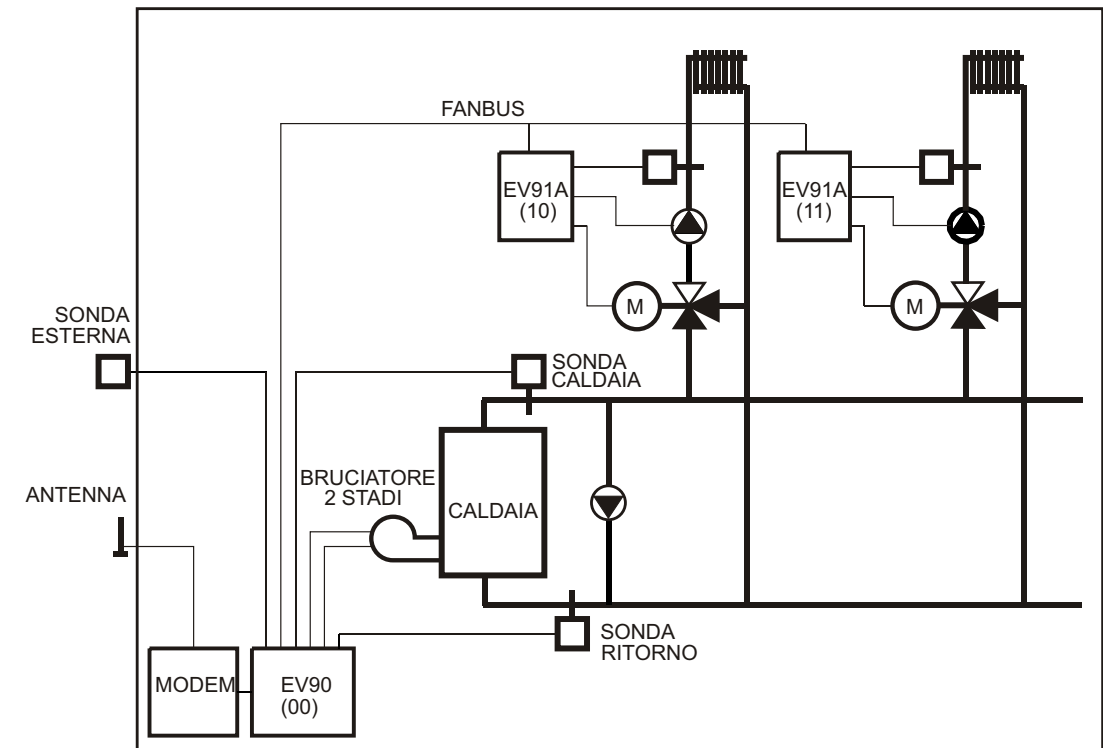 FANBUS
EV91A
(10)
EV91A
(11)
M
M
SONDA
ESTERNA
SONDA
CALDAIA
BRUCIATORE
2 STADI
CALDAIA
ANTENNA
SONDA
RITORNO
MODEM
EV90
(00)